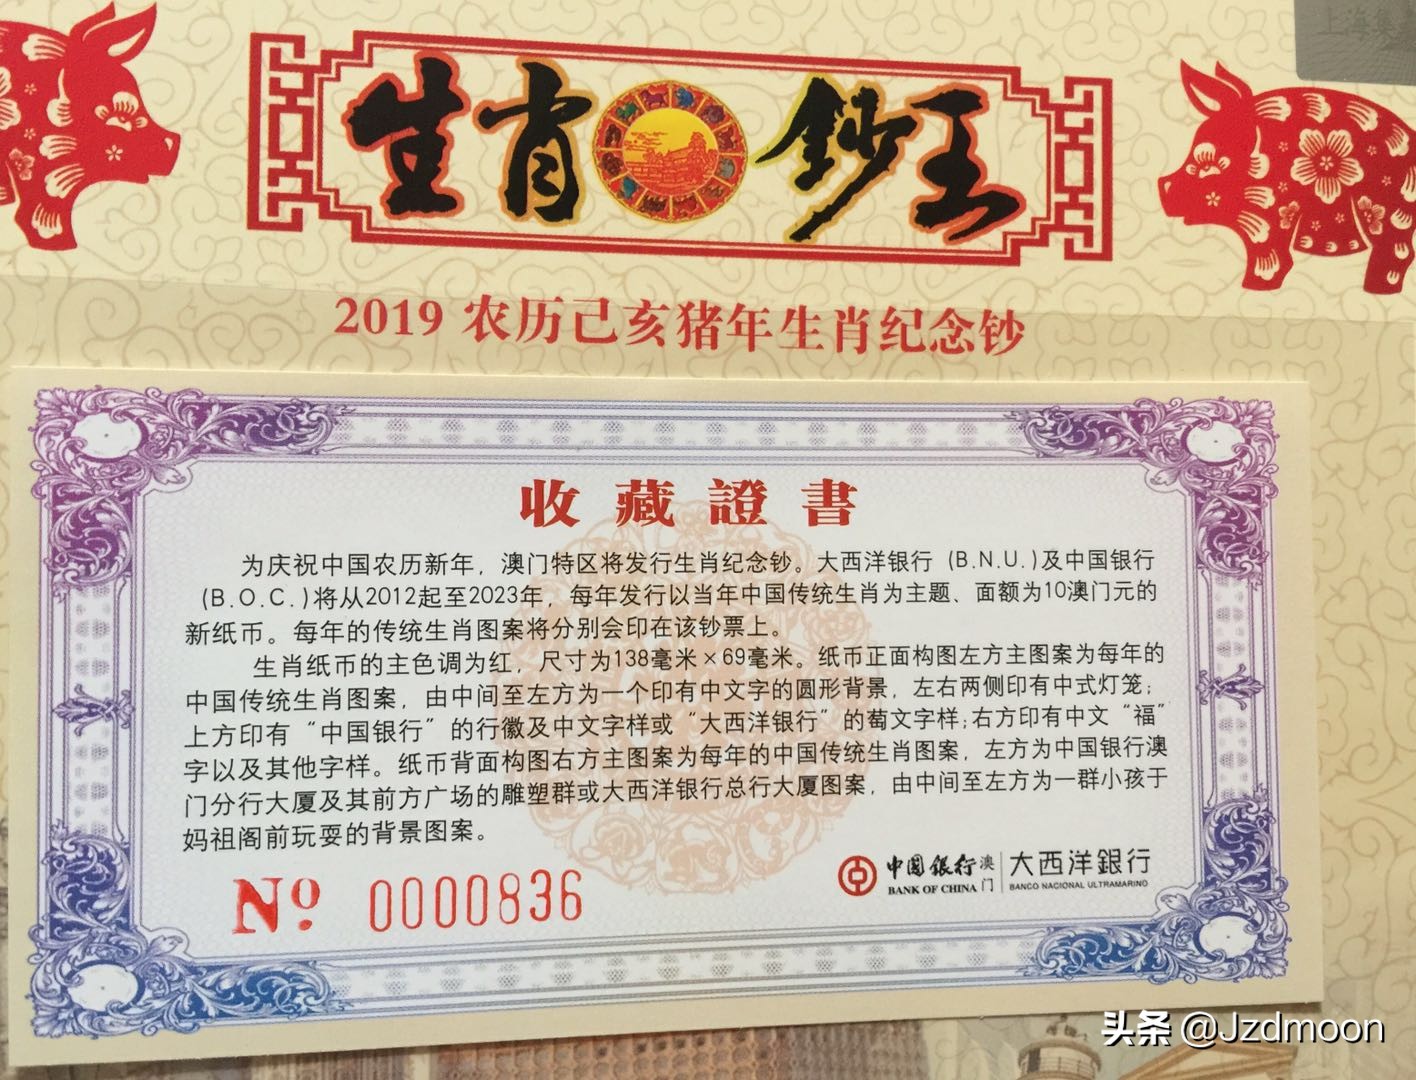 上海集
生肖鈔王
2019 农历己亥猪年生肖纪念钞
收藏證書
为庆祝中国农历新年，澳门特区将发行生肖纪念钞。大西洋银行 (B.N.U.)及中国银行
(B.O.C.)将从2012起至2023年，每年发行以当年中国传统生肖为主题、面额为10澳门元的
新纸币。每年的传统生肖图案将分别会印在该钞票上。
生肖纸币的主色调为红，尺寸为138毫米×69毫米。纸币正面构图左方主图案为每年的
中国传统生肖图案，由中间至左方为一个印有中文字的圆形背景，左右两侧印有中式灯笼；
上方印有“中国银行”的行徽及中文字样或“大西洋银行”的葡文字样;右方印有中文“福”
字以及其他字样。纸币背面构图右方主图案为每年的中国传统生肖图案，左方为中国银行澳
门分行大厦及其前方广场的雕塑群或大西洋银行总行大厦图案，由中间至左方为一群小孩于
妈祖阁前玩耍的背景图案。
中国银行 澳门 大西洋銀行
BANK OF CHINA BANCO NACIONAL ULTRAMARINO
Nº 0000836
头条 @Jzdmoon